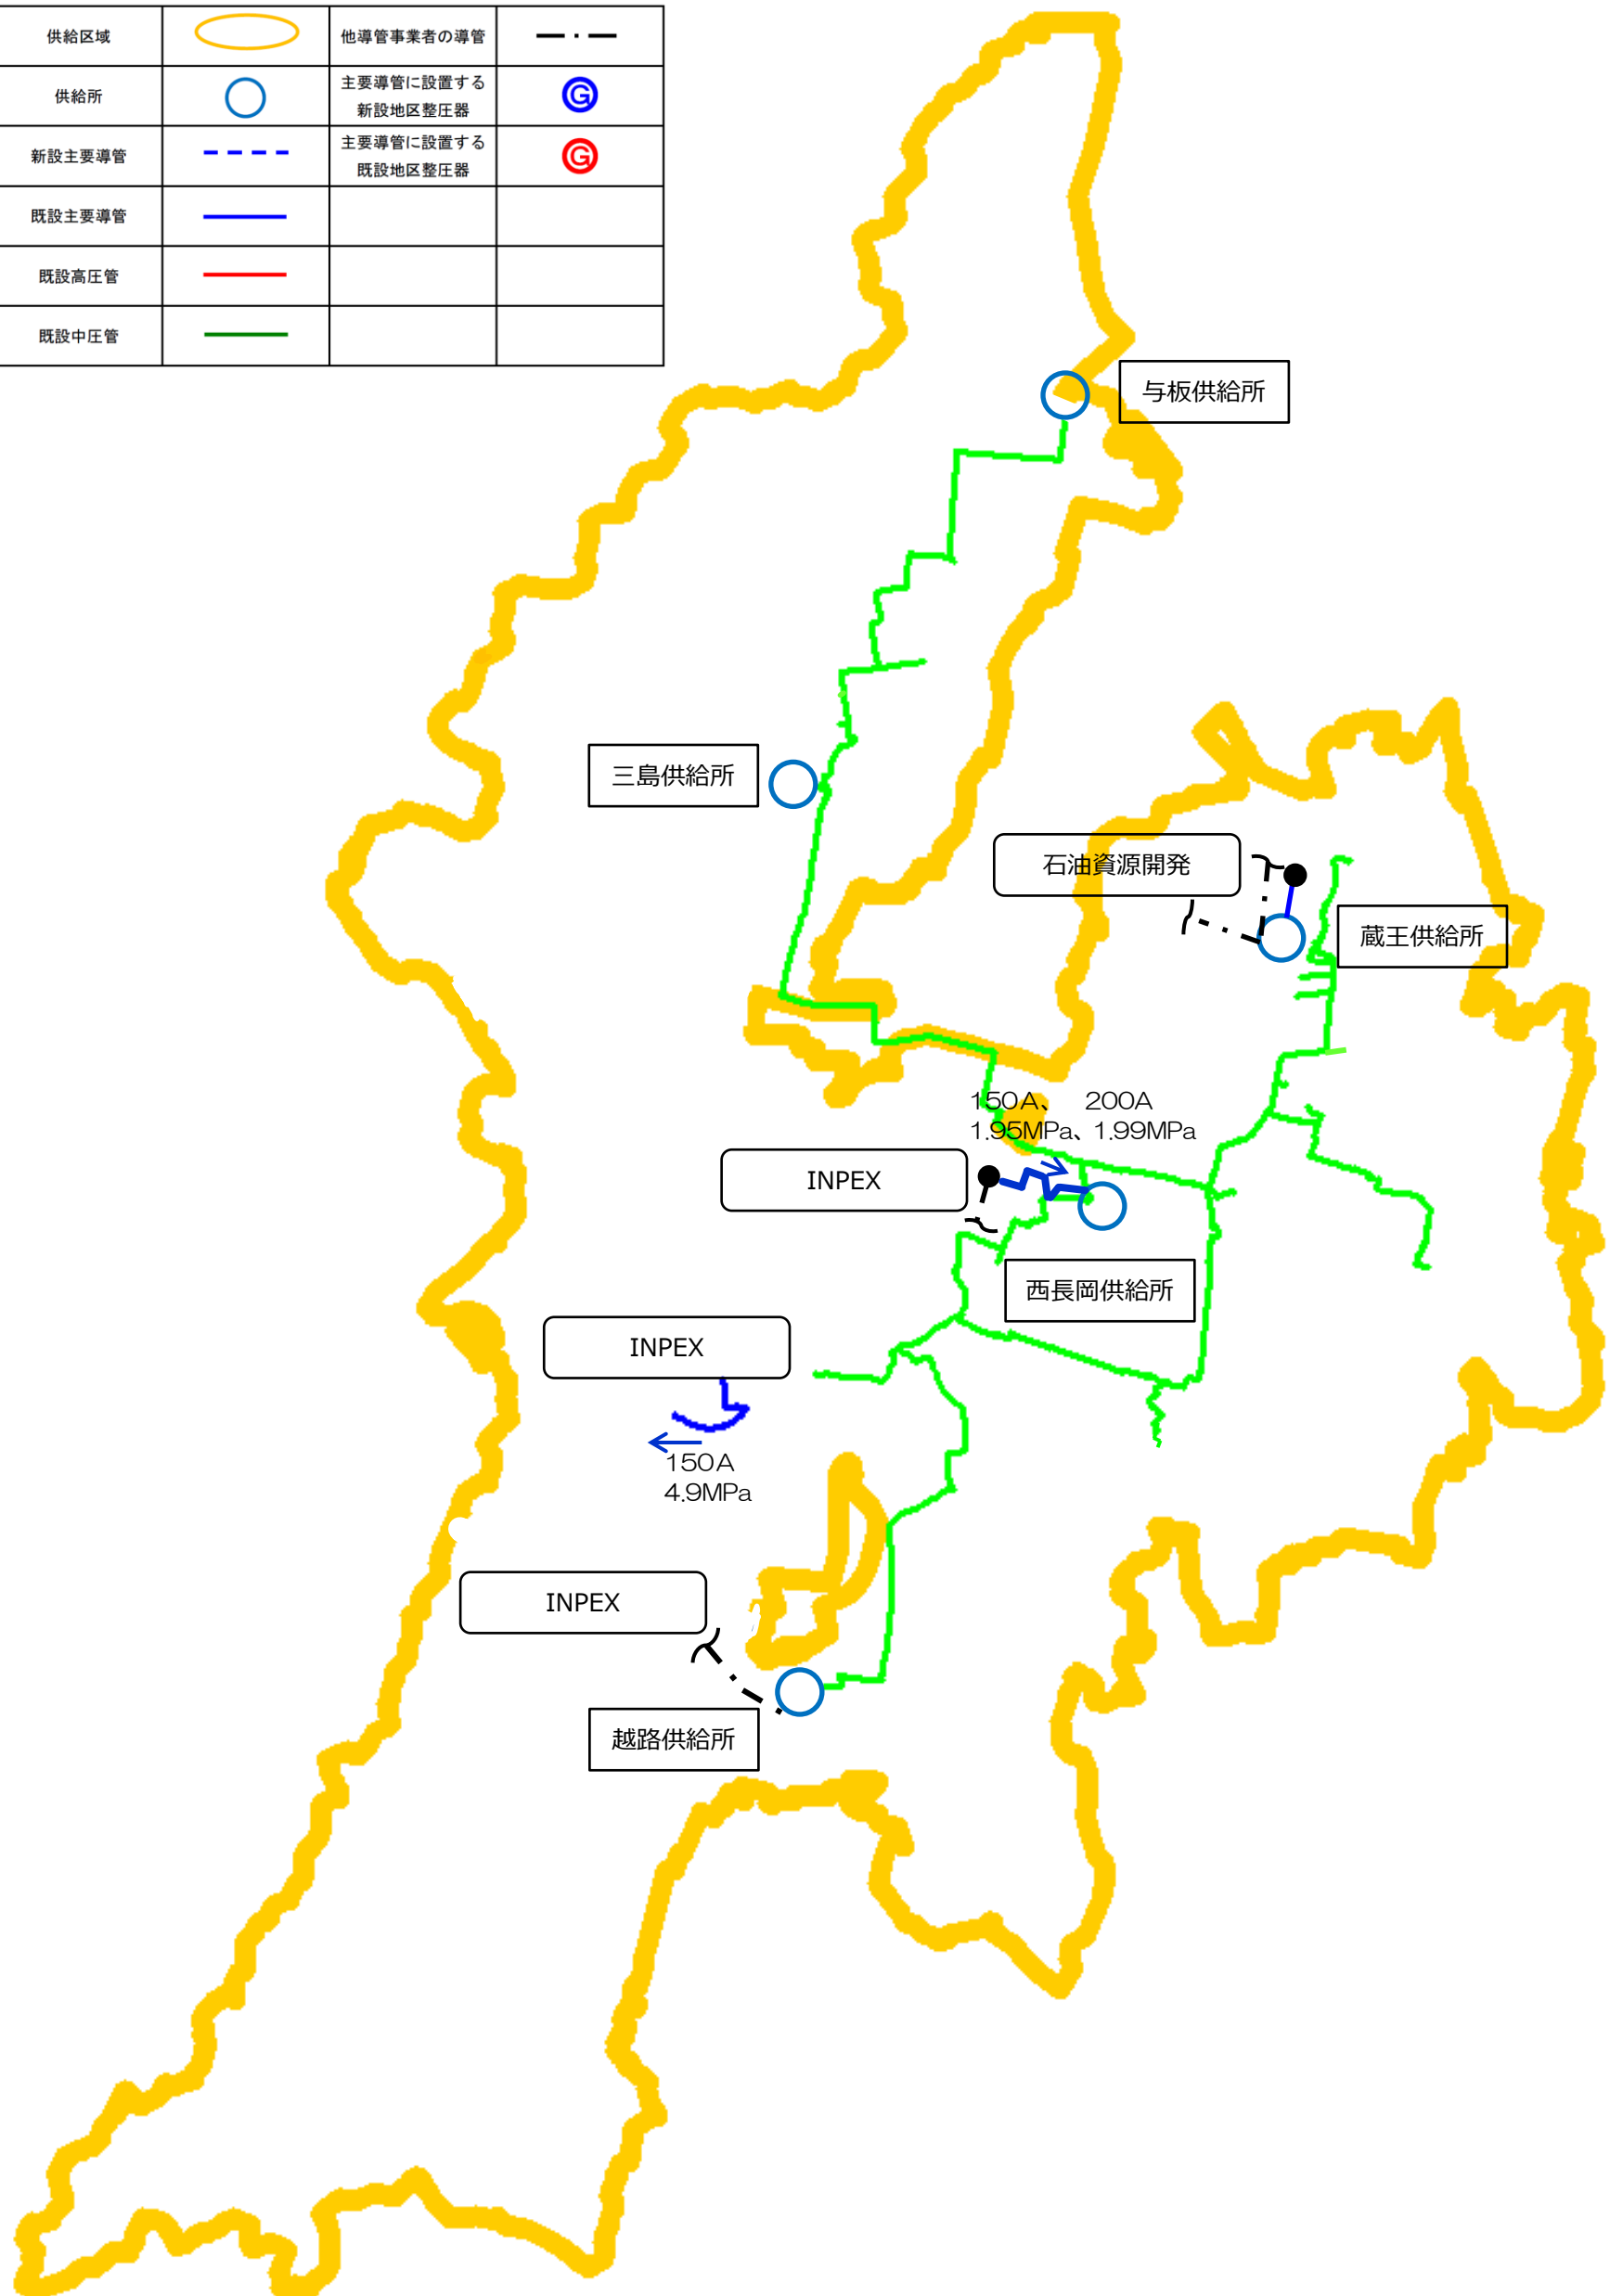 供給区域
他導管事業者の導管
供給所
主要導管に設置する
新設地区整圧器
G
新設主要導管
主要導管に設置する
既設地区整圧器
G
既設主要導管
既設高圧管
既設中圧管
与板供給所
三島供給所
石油資源開発
蔵王供給所
150A、 200A
1.95MPa、1.99MPa
INPEX
西長岡供給所
INPEX
150A
4.9MPa
INPEX
越路供給所